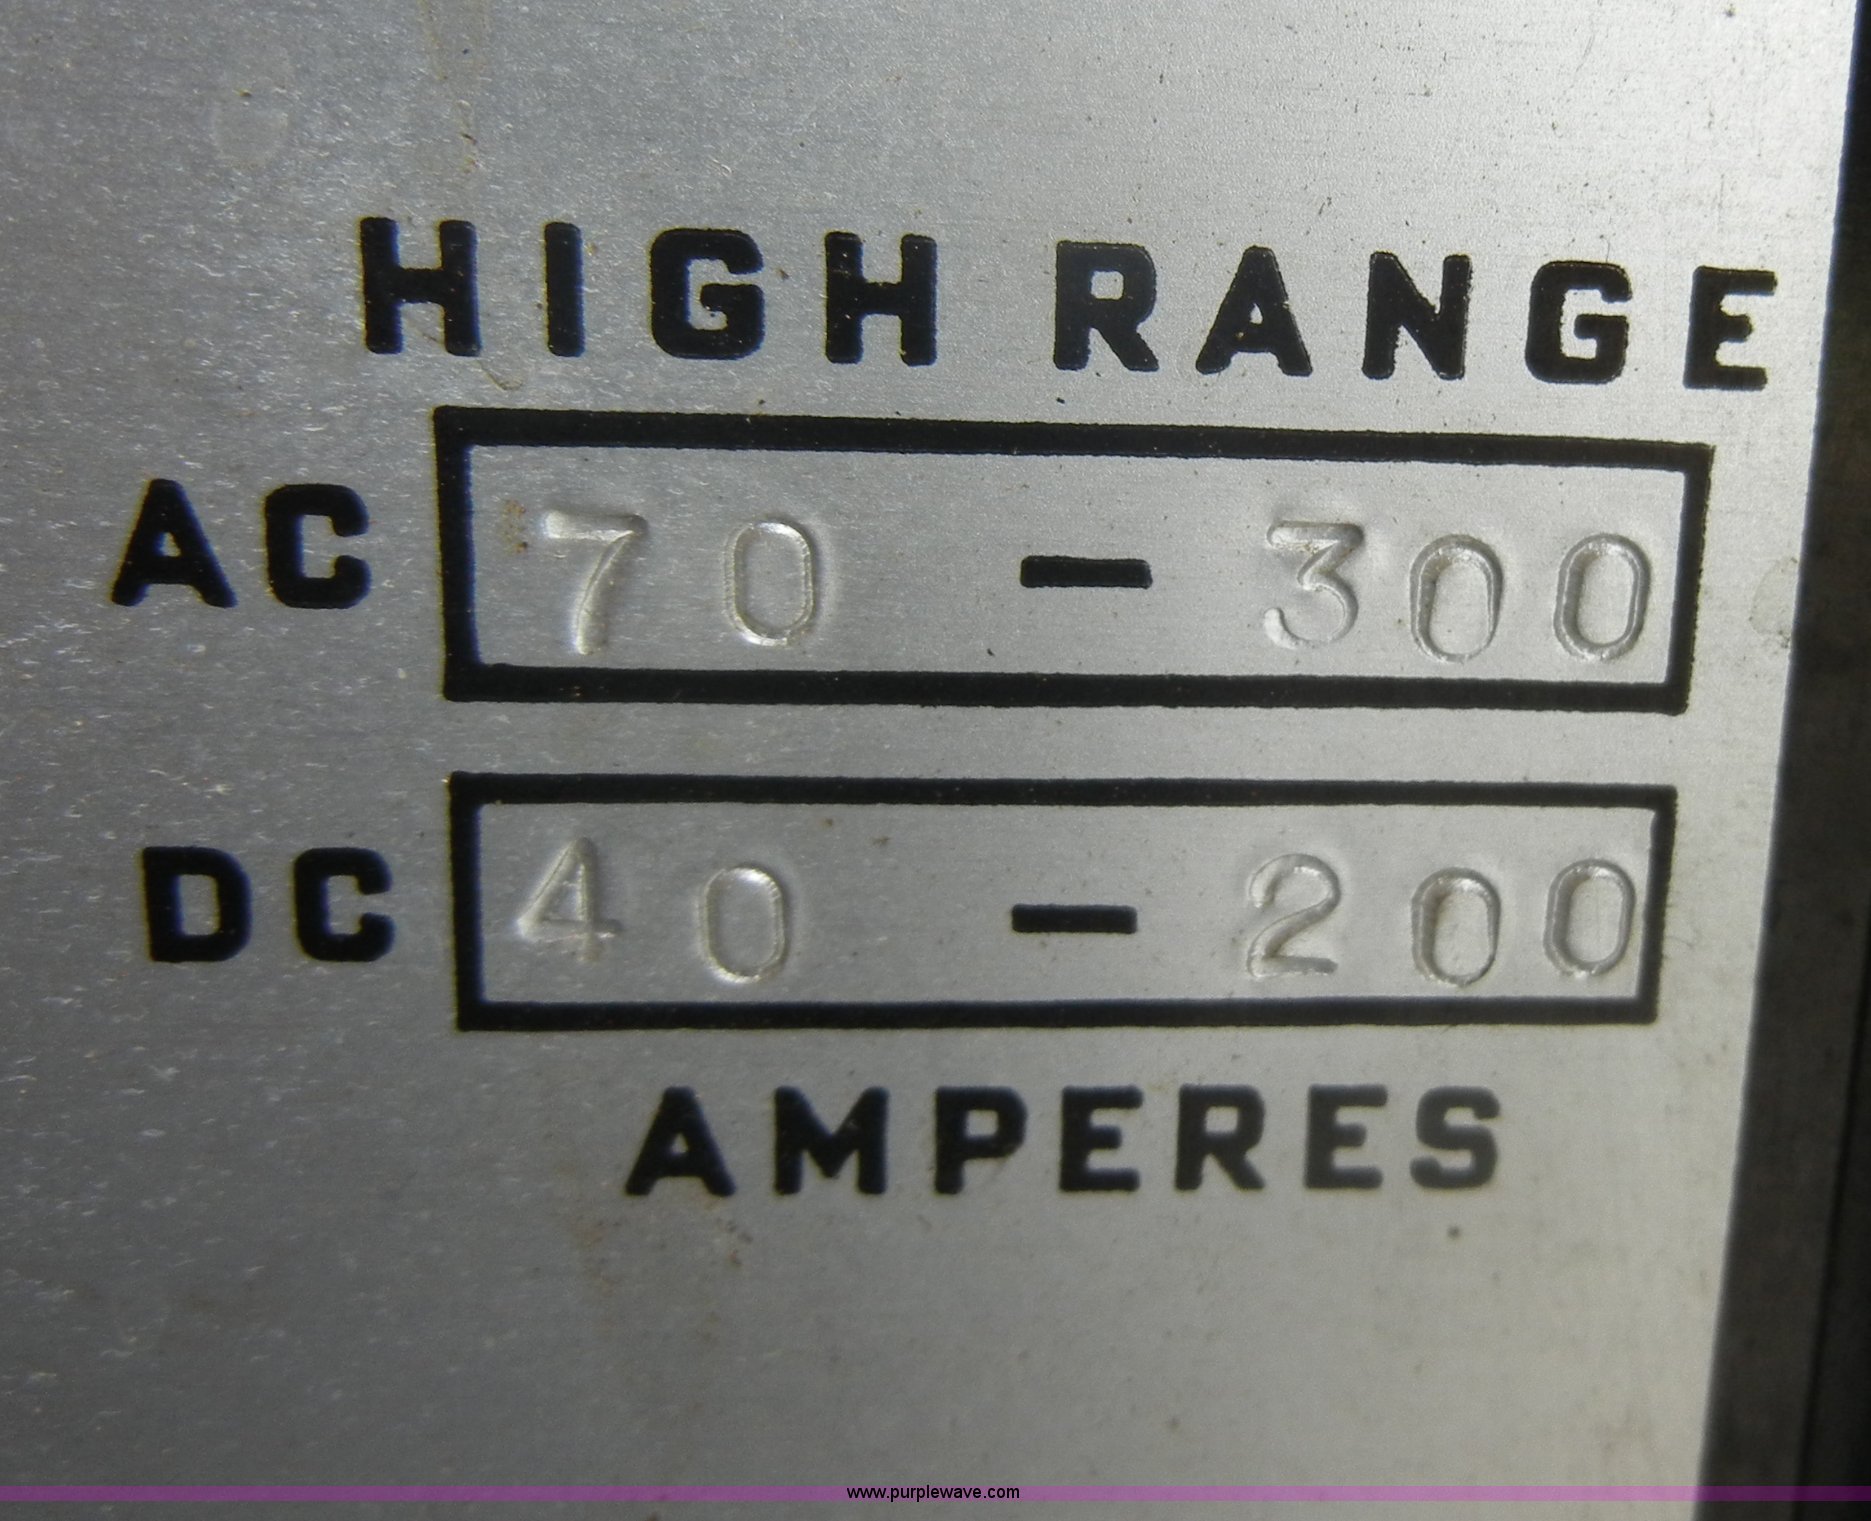 HIGH RANGE
AC 70 - 300
DC 40 - 200
AMPERES
www.purplewave.com